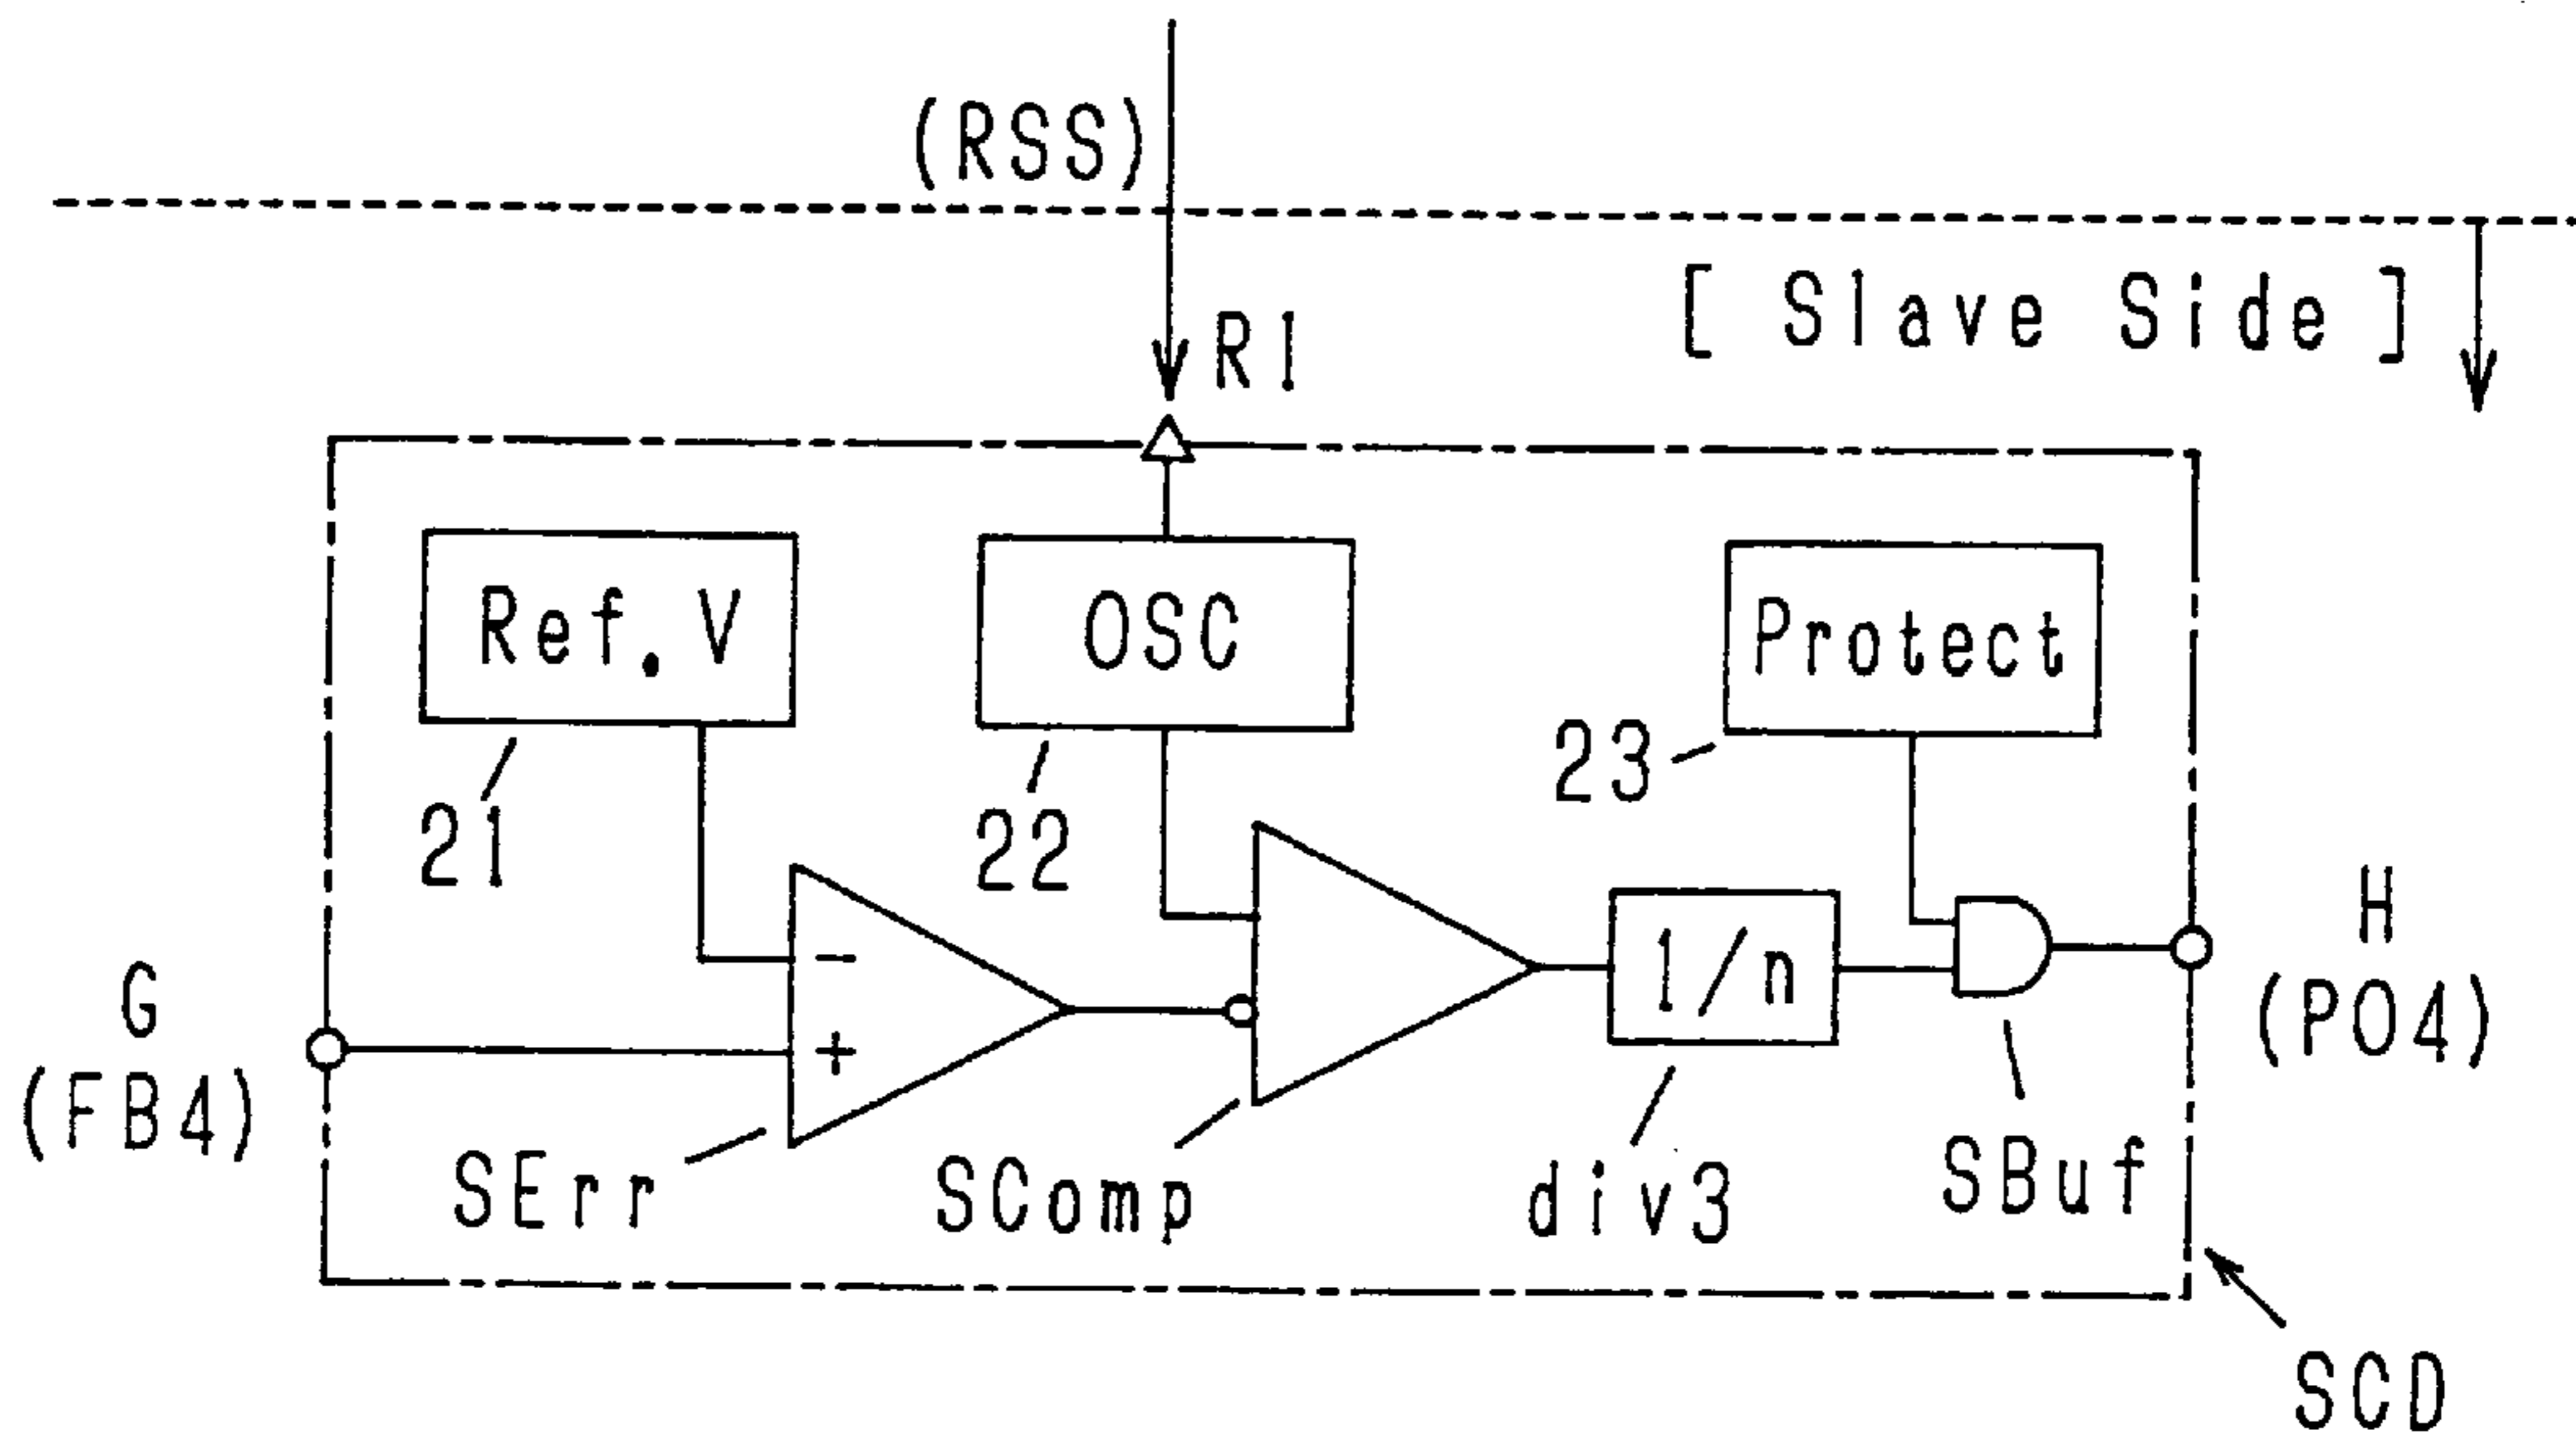 (RSS)
RI
[ Slave Side ]
Ref.V
OSC
Protect
21
22
23
−
+
1/n
G
(FB4)
H
(PO4)
SErr
SComp
div3
SBuf
SCD